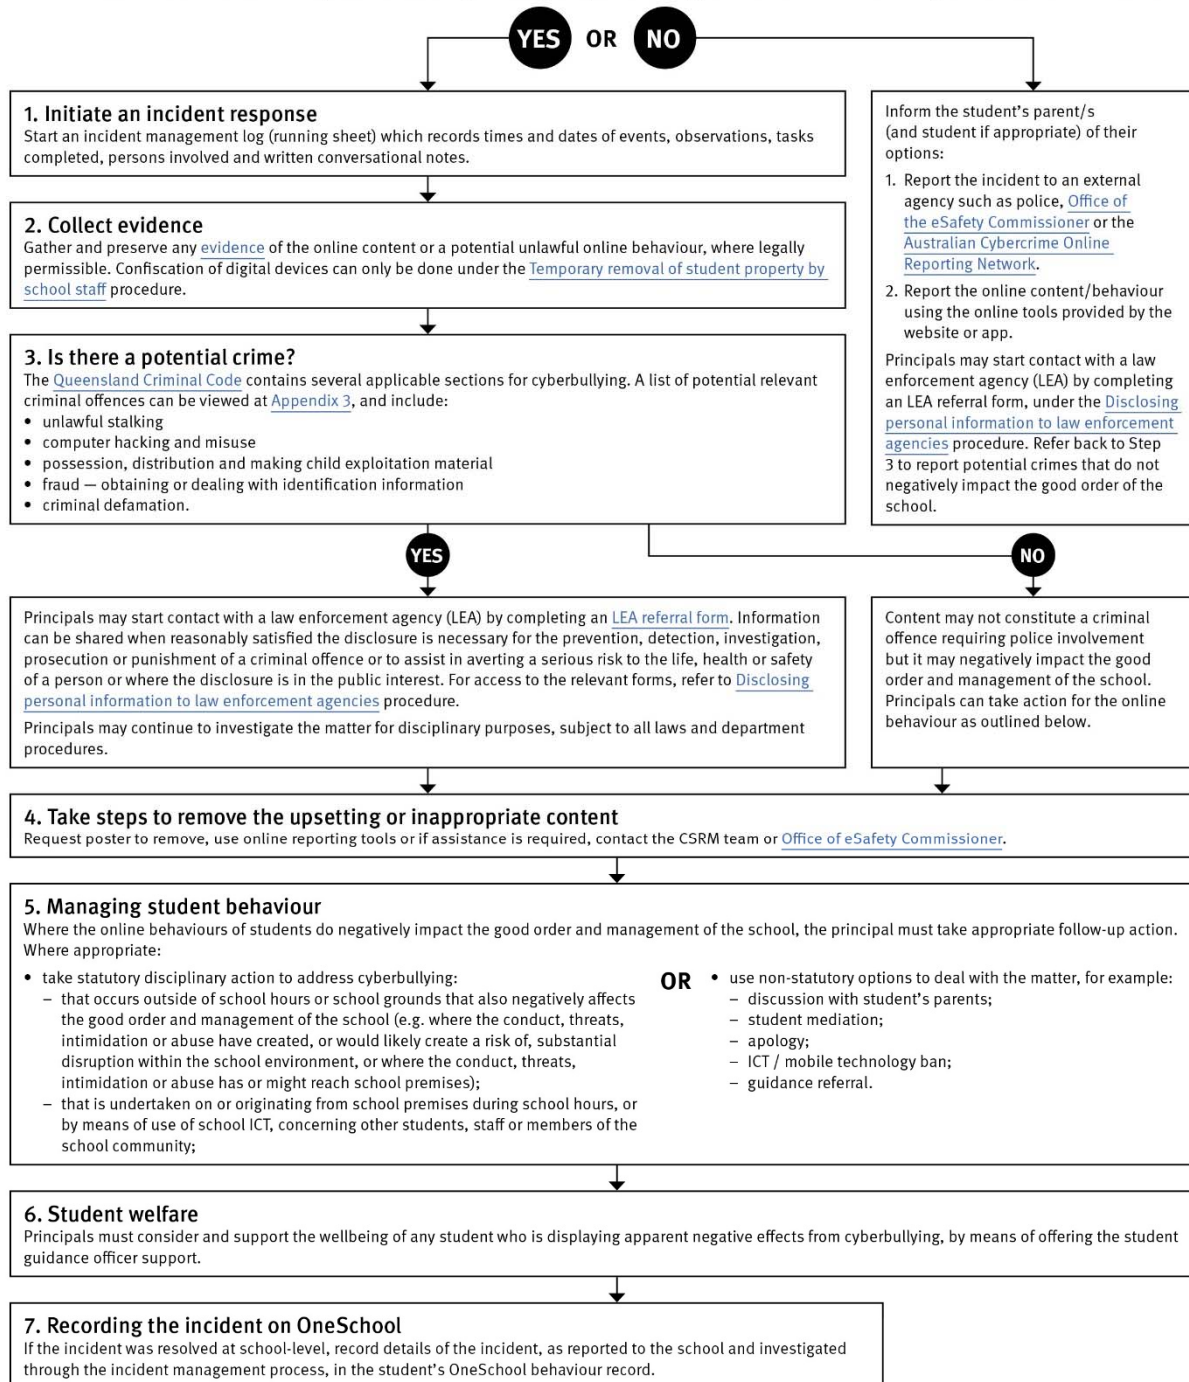 YES OR NO
1. Initiate an incident response
Start an incident management log (running sheet) which records times and dates of events, observations, tasks
completed, persons involved and written conversational notes.
2. Collect evidence
Gather and preserve any evidence of the online content or a potential unlawful online behaviour, where legally
permissible. Confiscation of digital devices can only be done under the Temporary removal of student property by
school staff procedure.
3. Is there a potential crime?
The Queensland Criminal Code contains several applicable sections for cyberbullying. A list of potential relevant
criminal offences can be viewed at Appendix 3, and include:
• unlawful stalking
• computer hacking and misuse
• possession, distribution and making child exploitation material
• fraud — obtaining or dealing with identification information
• criminal defamation.
Inform the student's parent/s
(and student if appropriate) of their
options:
1. Report the incident to an external
agency such as police, Office of
the eSafety Commissioner or the
Australian Cybercrime Online
Reporting Network.
2. Report the online content/behaviour
using the online tools provided by the
website or app.
Principals may start contact with a law
enforcement agency (LEA) by completing
an LEA referral form, under the Disclosing
personal information to law enforcement
agencies procedure. Refer back to Step
3 to report potential crimes that do not
negatively impact the good order of the
school.
YES
NO
Principals may start contact with a law enforcement agency (LEA) by completing an LEA referral form. Information
can be shared when reasonably satisfied the disclosure is necessary for the prevention, detection, investigation,
prosecution or punishment of a criminal offence or to assist in averting a serious risk to the life, health or safety
of a person or where the disclosure is in the public interest. For access to the relevant forms, refer to Disclosing
personal information to law enforcement agencies procedure.
Principals may continue to investigate the matter for disciplinary purposes, subject to all laws and department
procedures.
Content may not constitute a criminal
offence requiring police involvement
but it may negatively impact the good
order and management of the school.
Principals can take action for the online
behaviour as outlined below.
4. Take steps to remove the upsetting or inappropriate content
Request poster to remove, use online reporting tools or if assistance is required, contact the CSRM team or Office of eSafety Commissioner.
5. Managing student behaviour
Where the online behaviours of students do negatively impact the good order and management of the school, the principal must take appropriate follow-up action.
Where appropriate:
• take statutory disciplinary action to address cyberbullying:
– that occurs outside of school hours or school grounds that also negatively affects
the good order and management of the school (e.g. where the conduct, threats,
intimidation or abuse have created, or would likely create a risk of, substantial
disruption within the school environment, or where the conduct, threats,
intimidation or abuse has or might reach school premises);
– that is undertaken on or originating from school premises during school hours, or
by means of use of school ICT, concerning other students, staff or members of the
school community;
OR
• use non-statutory options to deal with the matter, for example:
– discussion with student's parents;
– student mediation;
– apology;
– ICT / mobile technology ban;
– guidance referral.
6. Student welfare
Principals must consider and support the wellbeing of any student who is displaying apparent negative effects from cyberbullying, by means of offering the student
guidance officer support.
7. Recording the incident on OneSchool
If the incident was resolved at school-level, record details of the incident, as reported to the school and investigated
through the incident management process, in the student's OneSchool behaviour record.